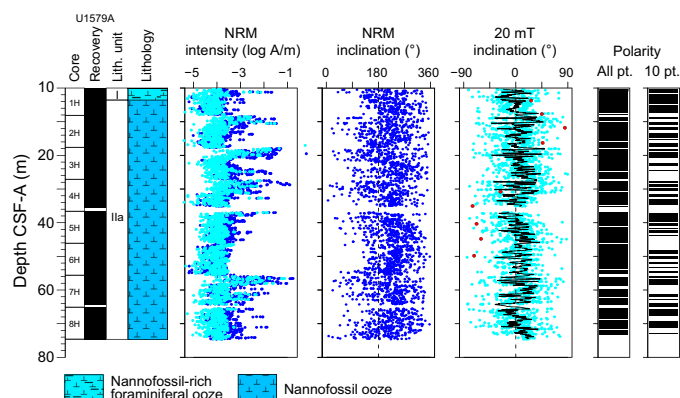 U1579A
Core
Recovery
Lith. unit
Lithology
NRM
intensity (log A/m)
NRM
inclination (°)
20 mT
inclination (°)
Polarity
All pt. 10 pt.
−5 −3 −1
0 180 360
−90 0 90
Depth CSF-A (m)
10
20
30
40
50
60
70
80
1H
2H
3H
4H
5H
6H
7H
8H
I
IIa
Nannofossil-rich
foraminiferal ooze
Nannofossil ooze